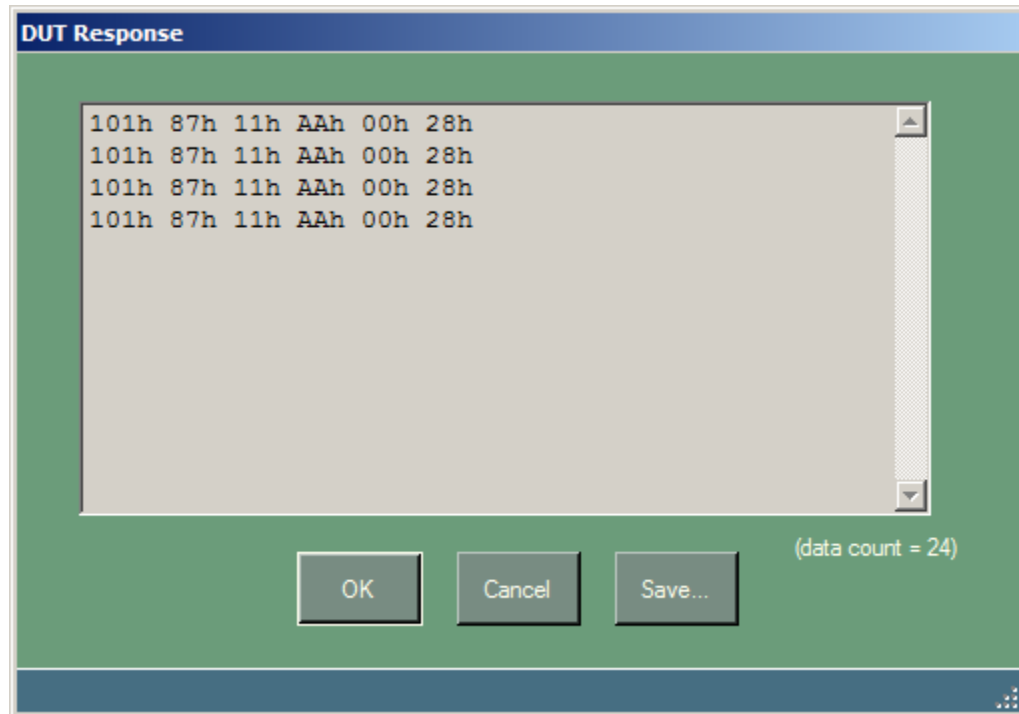 DUT Response
101h 87h 11h AAh 00h 28h
101h 87h 11h AAh 00h 28h
101h 87h 11h AAh 00h 28h
101h 87h 11h AAh 00h 28h
(data count = 24)
OK Cancel Save...